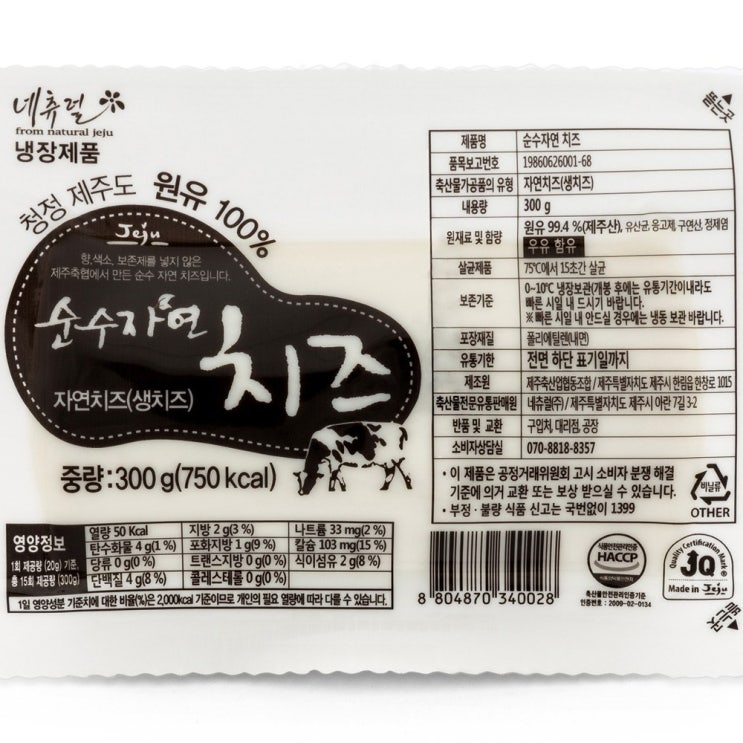 네츄럴
from natural jeju
냉장제품
청정 제주도 원유 100%
Jeju
향,색소, 보존제를 넣지 않은
제주축협에서 만든 순수 자연 치즈입니다.
순수자연
치즈
자연치즈(생치즈)
중량:300 g(750 kcal)
영양정보
1회 제공량 (20g) 기준,
총 15회 제공량 (300g)
열량 50 Kcal 지방 2 g(3 %) 나트륨 33 mg(2 %)
탄수화물 4 g(1 %) 포화지방 1 g(9 %) 칼슘 103 mg(15 %)
당류 0 g(0 %) 트랜스지방 0 g(0 %) 식이섬유 2 g(8 %)
단백질 4 g(8 %) 콜레스테롤 0 g(0 %)
1일 영양성분 기준치에 대한 비율(%)은 2,000kcal 기준이므로 개인의 필요 열량에 따라 다를 수 있습니다.
뜯는곳
제품명 순수자연 치즈
품목보고번호 19860626001-68
축산물가공품의 유형 자연치즈(생치즈)
내용량 300 g
원재료 및 함량 원유 99.4 %(제주산), 유산균, 응고제, 구연산, 정제염
우유 함유
살균제품 75℃에서 15초간 살균
보존기준 0~10℃ 냉장보관(개봉 후에는 유통기간이내라도
빠른 시일 내 드시기 바랍니다.
※ 빠른 시일 내 안드실 경우에는 냉동 보관 바랍니다.
포장재질 폴리에틸렌(내면)
유통기한 전면 하단 표기일까지
제조원 제주축산업협동조합 / 제주특별자치도 제주시 한림읍 한창로 1015
축산물전문유통판매원 네츄럴(주) / 제주특별자치도 제주시 아란 7길 3-2
반품 및 교환 구입처, 대리점, 공장
소비자상담실 070-8818-8357
· 이 제품은 공정거래위원회 고시 소비자 분쟁 해결
기준에 의거 교환 또는 보상 받으실 수 있습니다.
· 부정 · 불량 식품 신고는 국번없이 1399
비닐류
OTHER
8 804870 340028
HACCP
축산물안전관리인증기준
인증번호 : 2009-02-0134
Quality Certification Mark
JQ
Made in Jeju
뜯는곳